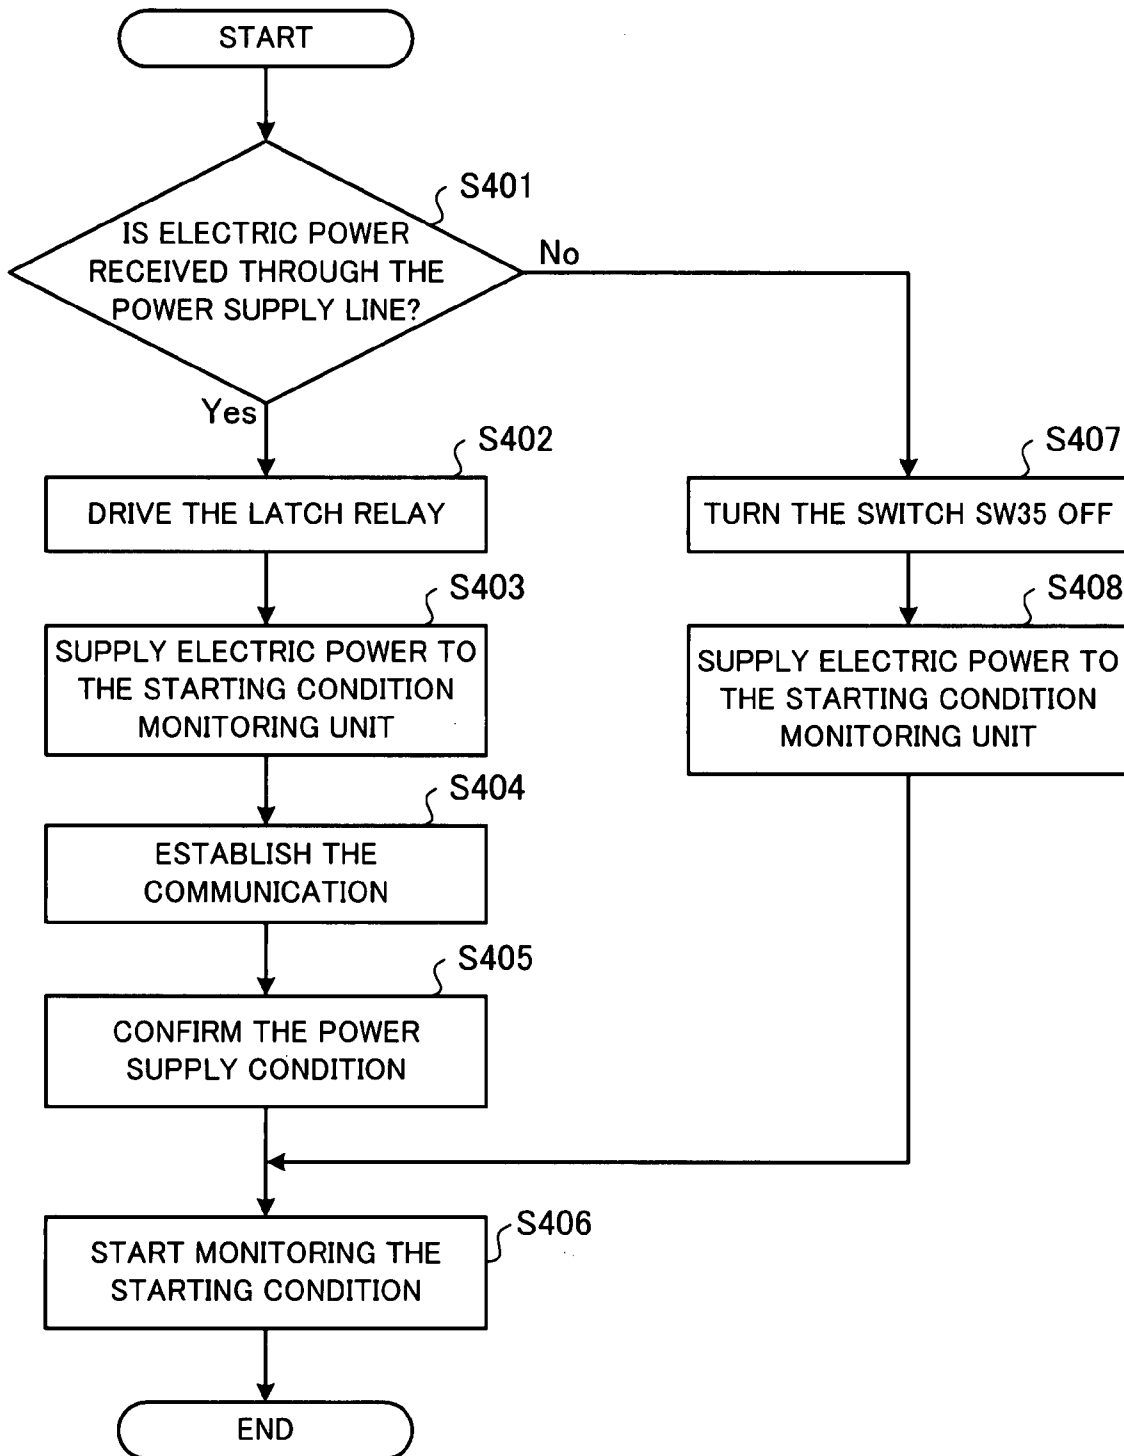 START
S401
IS ELECTRIC POWER
RECEIVED THROUGH THE
POWER SUPPLY LINE?
No
Yes
S402
DRIVE THE LATCH RELAY
S403
SUPPLY ELECTRIC POWER TO
THE STARTING CONDITION
MONITORING UNIT
S404
ESTABLISH THE
COMMUNICATION
S405
CONFIRM THE POWER
SUPPLY CONDITION
S407
TURN THE SWITCH SW35 OFF
S408
SUPPLY ELECTRIC POWER TO
THE STARTING CONDITION
MONITORING UNIT
S406
START MONITORING THE
STARTING CONDITION
END